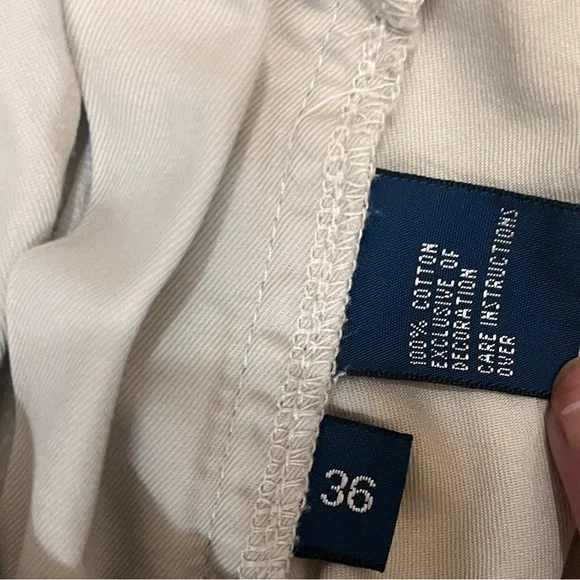 100% COTTON
EXCLUSIVE OF
DECORATION
CARE INSTRUCTIONS
OVER
36